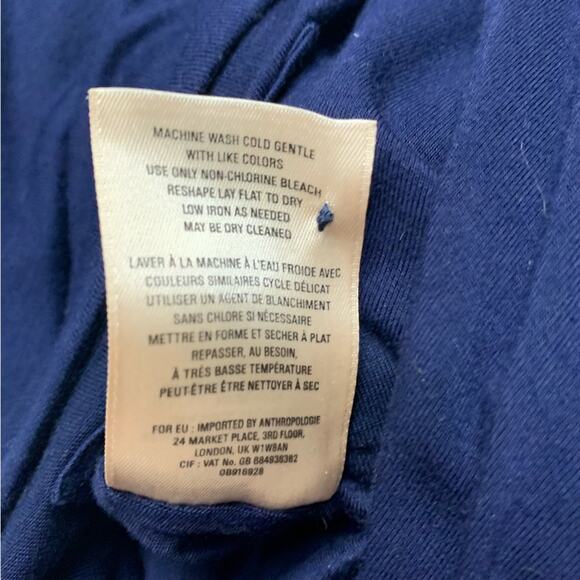 MACHINE WASH COLD GENTLE
WITH LIKE COLORS
USE ONLY NON-CHLORINE BLEACH
RESHAPE LAY FLAT TO DRY
LOW IRON AS NEEDED
MAY BE DRY CLEANED
LAVER À LA MACHINE À L'EAU FROIDE AVEC
COULEURS SIMILAIRES CYCLE DÉLICAT
UTILISER UN AGENT DE BLANCHIMENT
SANS CHLORE SI NÉCESSAIRE
METTRE EN FORME ET SECHER À PLAT
REPASSER, AU BESOIN,
À TRÉS BASSE TEMPÉRATURE
PEUT-ÊTRE ÊTRE NETTOYER À SEC
FOR EU : IMPORTED BY ANTHROPOLOGIE
24 MARKET PLACE, 3RD FLOOR,
LONDON, UK W1W8AN
CIF : VAT No. GB 684936382
OB916928